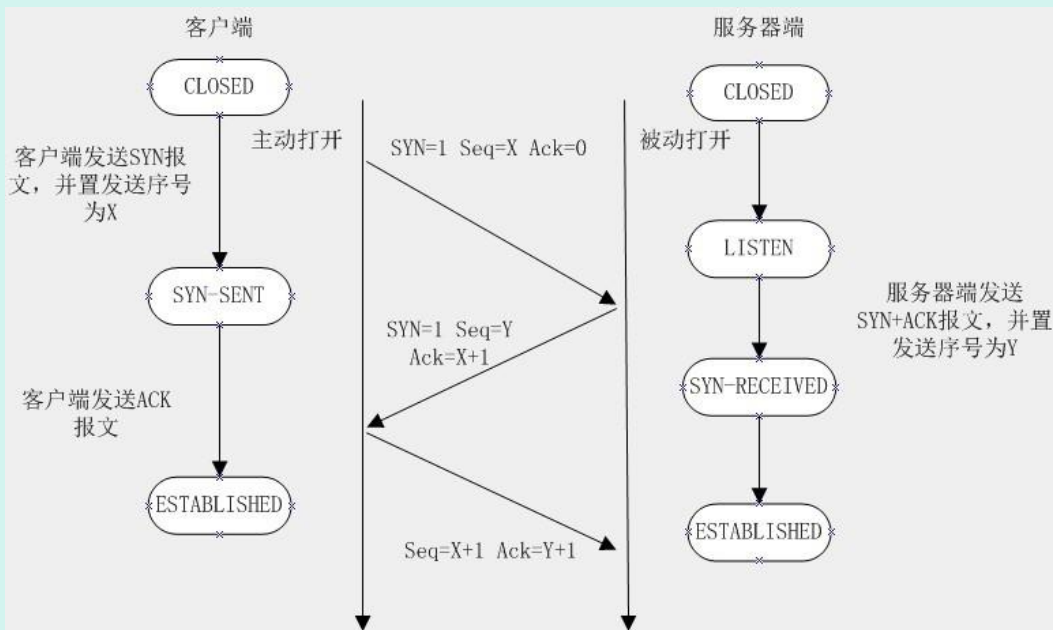 客户端
服务器端
CLOSED
CLOSED
主动打开
SYN=1 Seq=X Ack=0
被动打开
客户端发送SYN报
文，并置发送序号
为X
LISTEN
SYN-SENT
服务器端发送
SYN+ACK报文，并置
发送序号为Y
SYN=1 Seq=Y
Ack=X+1
SYN-RECEIVED
客户端发送ACK
报文
ESTABLISHED
ESTABLISHED
Seq=X+1 Ack=Y+1